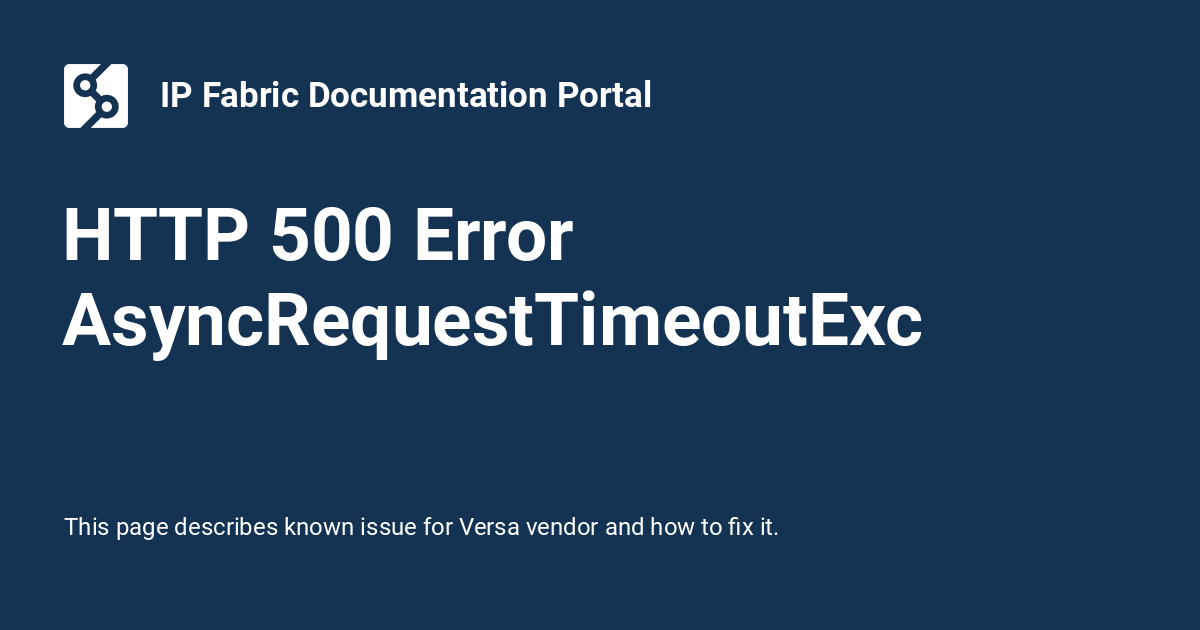 IP Fabric Documentation Portal
HTTP 500 Error
AsyncRequestTimeoutExc
This page describes known issue for Versa vendor and how to fix it.